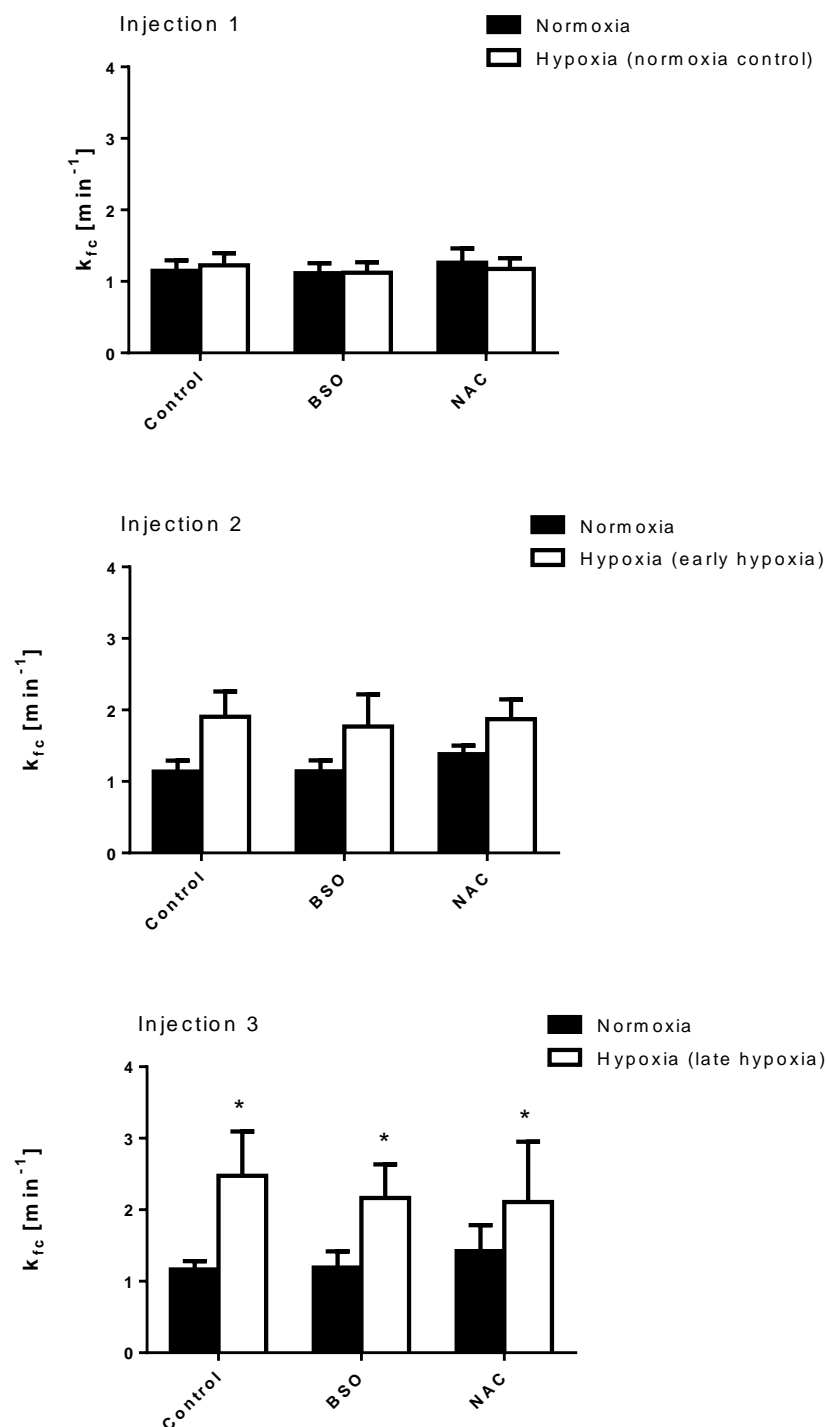 Injection 1
Normoxia
Hypoxia (normoxia control)
4
3
2
1
0
kfc [min-1]
Control
BSO
NAC
Injection 2
Normoxia
Hypoxia (early hypoxia)
4
3
2
1
0
kfc [min-1]
Control
BSO
NAC
Injection 3
Normoxia
Hypoxia (late hypoxia)
4
3
2
1
0
kfc [min-1]
*
*
*
Control
BSO
NAC